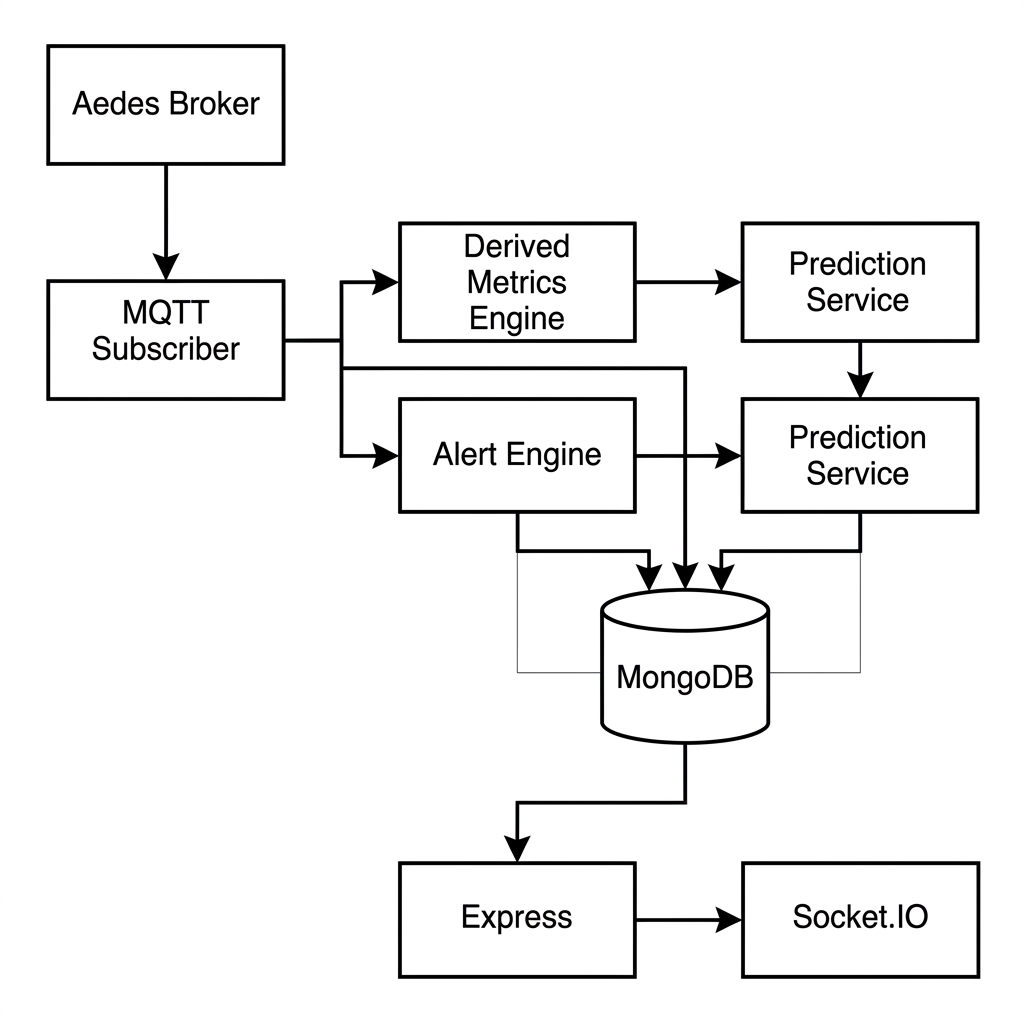 Aedes Broker
MQTT
Subscriber
Derived
Metrics
Engine
Prediction
Service
Alert Engine
Prediction
Service
MongoDB
Express
Socket.IO